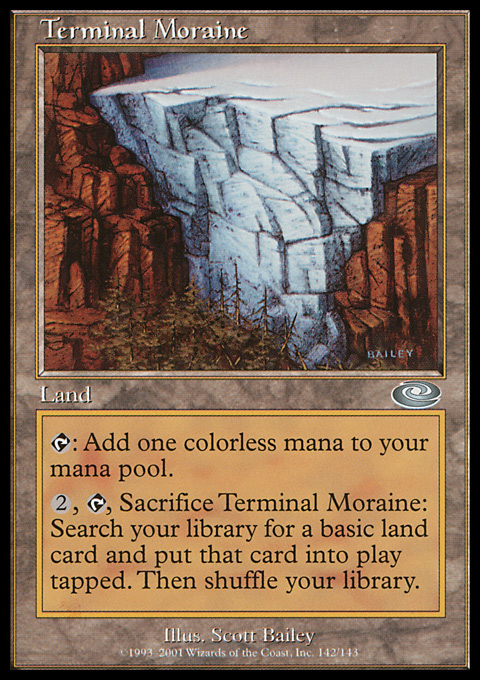 Terminal Moraine
BAILEY
Land
: Add one colorless mana to your
mana pool.
2, , Sacrifice Terminal Moraine:
Search your library for a basic land
card and put that card into play
tapped. Then shuffle your library.
Illus. Scott Bailey
©1993-2001 Wizards of the Coast, Inc. 142/143